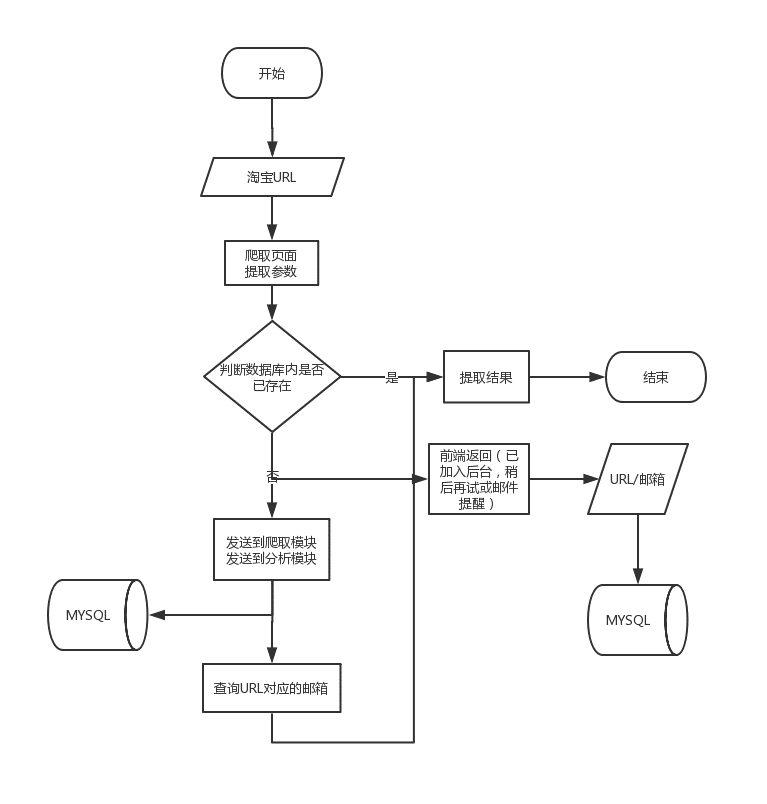 开始
淘宝URL
爬取页面
提取参数
判断数据库内是否
已存在
是
提取结果
结束
否
前端返回（已
加入后台，稍
后再试或邮件
提醒）
URL/邮箱
发送到爬取模块
发送到分析模块
MYSQL
MYSQL
查询URL对应的邮箱